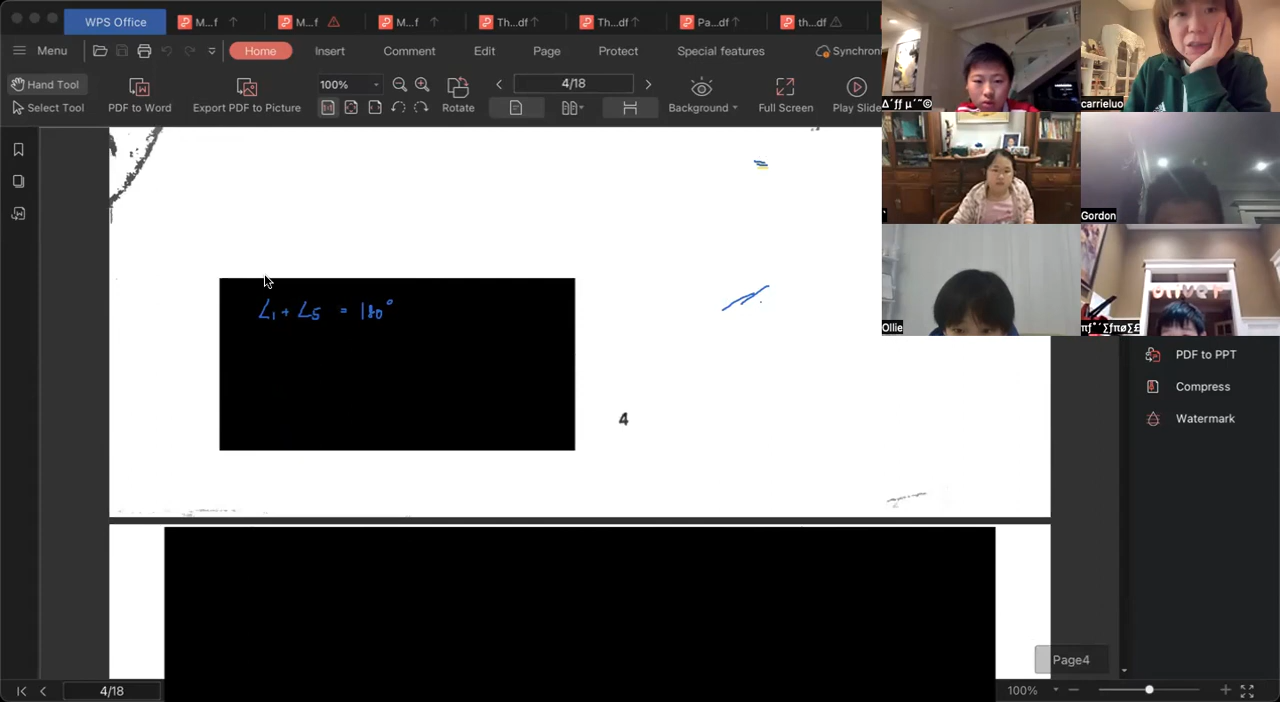 WPS Office
M...f
M...f
M...f
Th...df
Th...df
Pa...df
th...df
Menu
Home
Insert
Comment
Edit
Page
Protect
Special features
Synchron
Hand Tool
Select Tool
PDF to Word
Export PDF to Picture
100%
Rotate
4/18
Background
Full Screen
Play Slide
carrieluo
Gordon
Ollie
∠1 + ∠5 = 180°
4
PDF to PPT
Compress
Watermark
Page4
4/18
100%